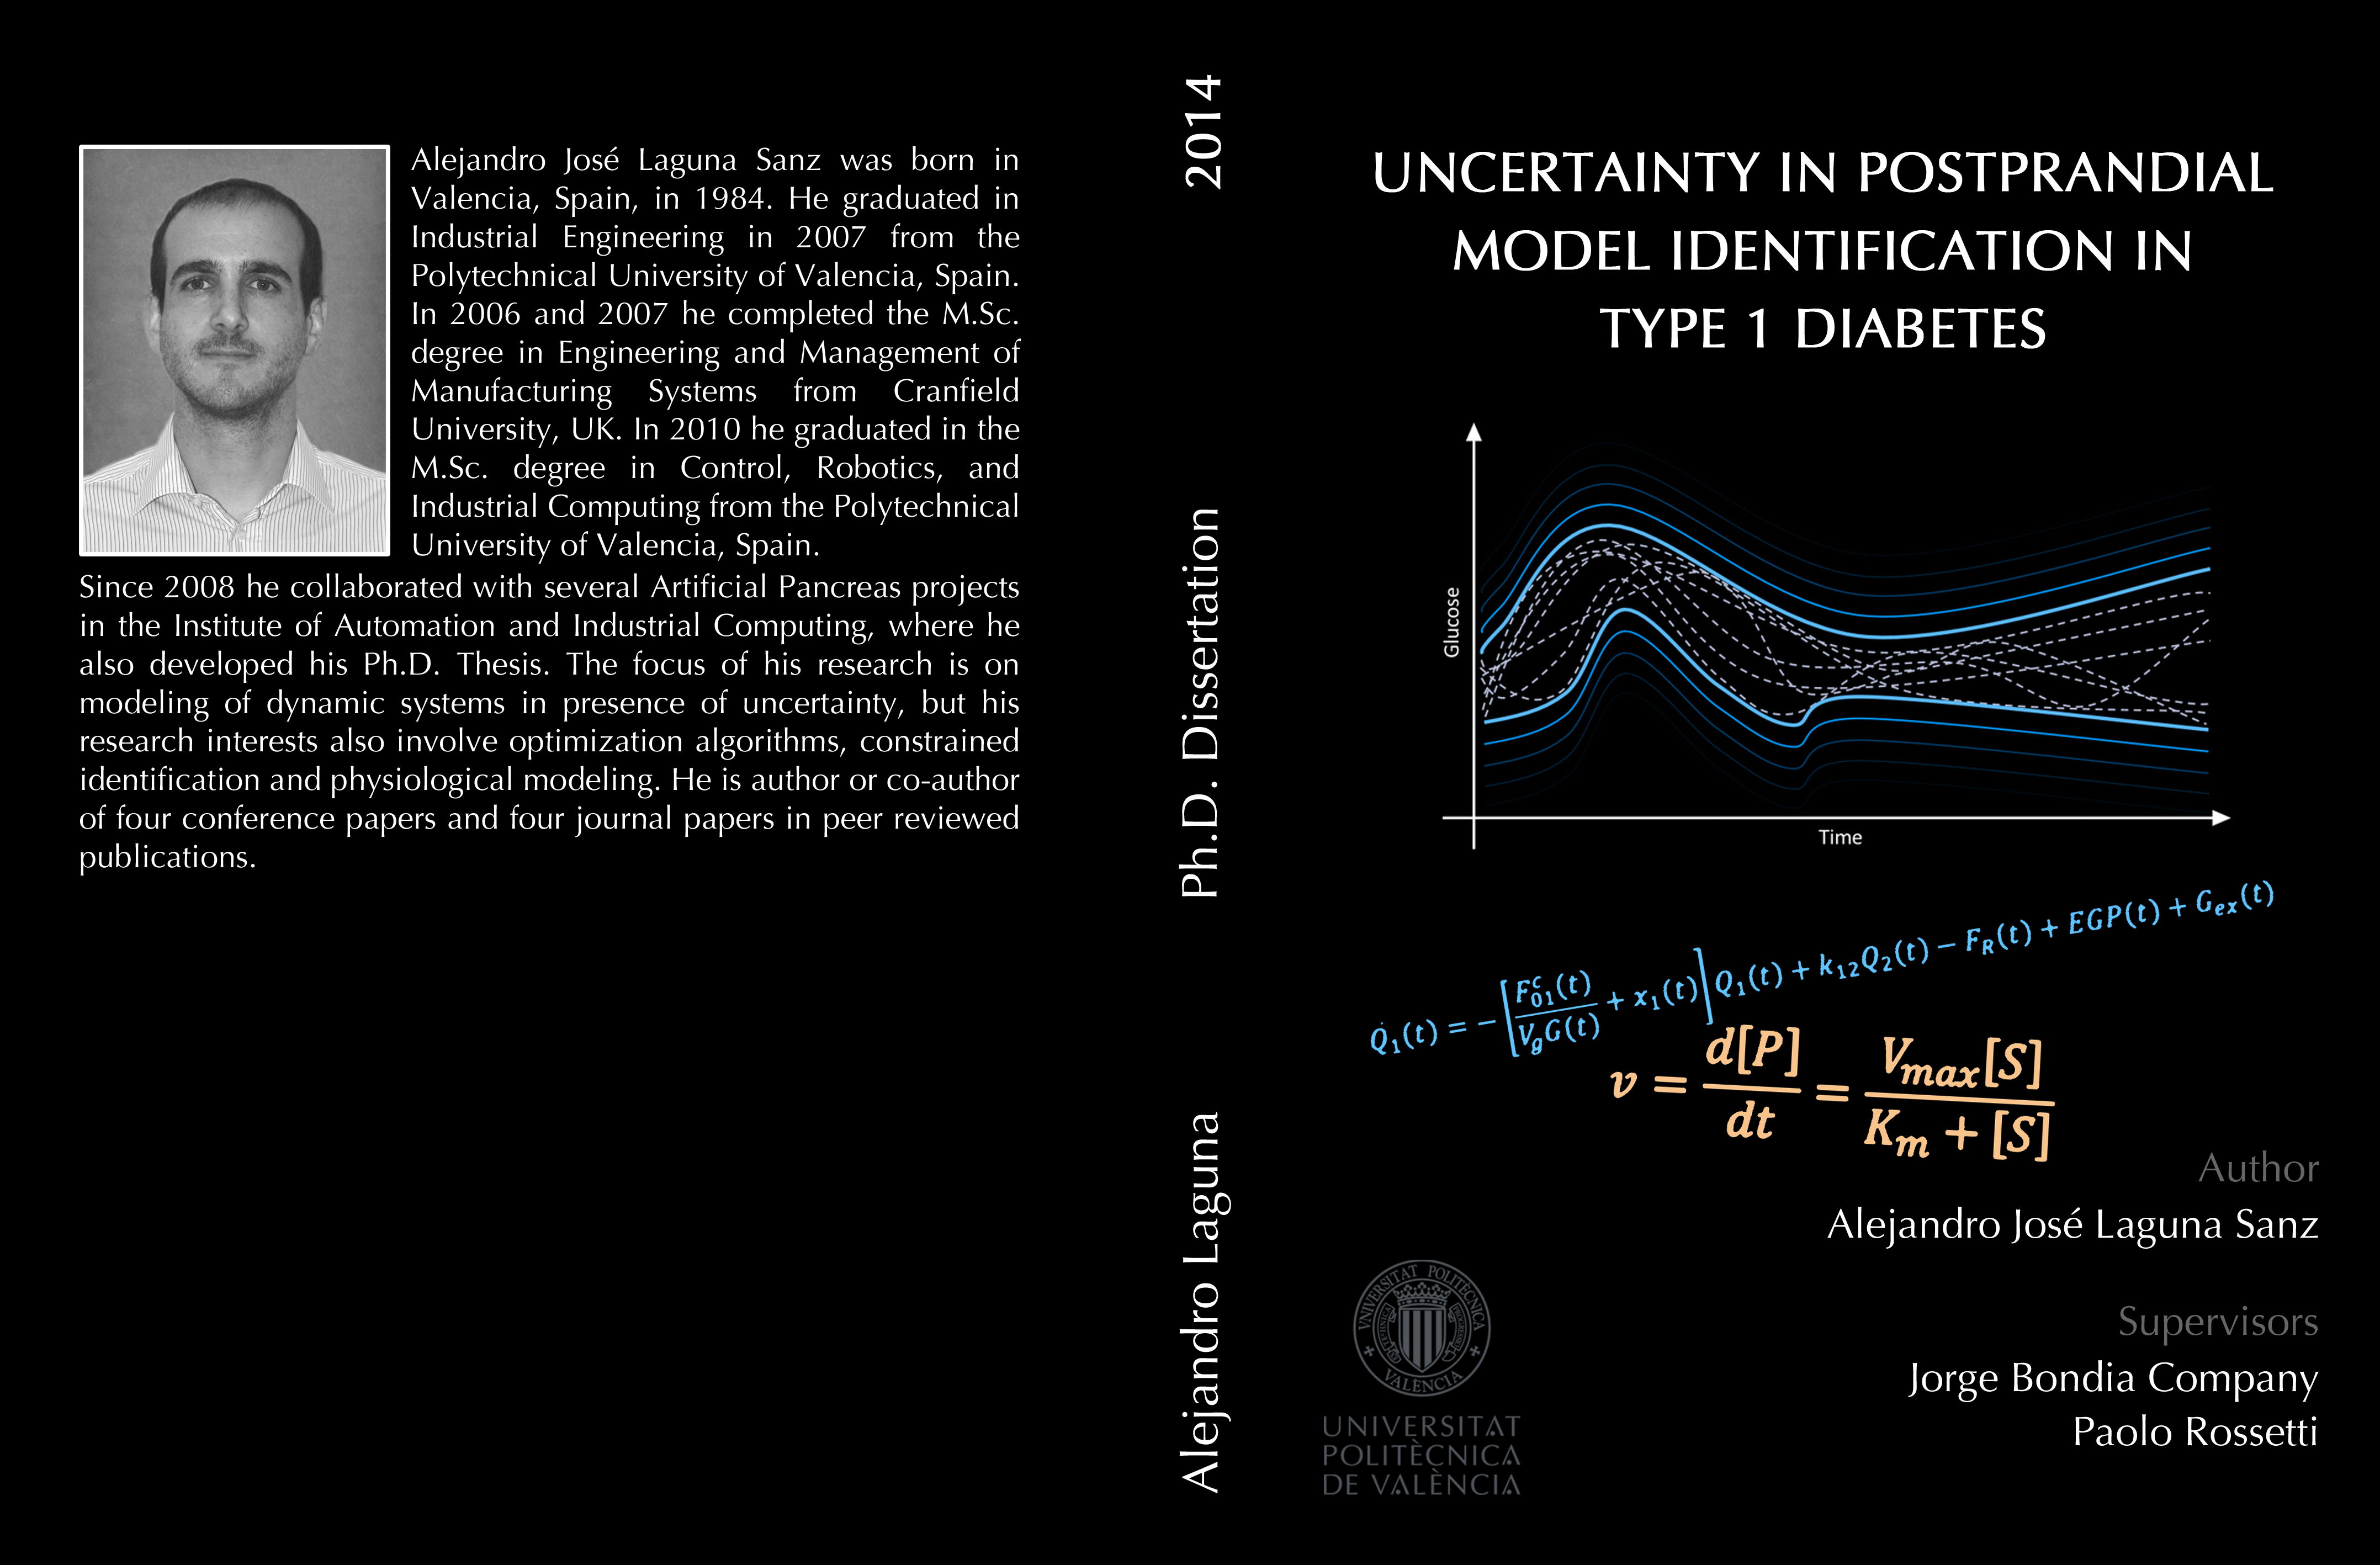 Alejandro José Laguna Sanz was born in
Valencia, Spain, in 1984. He graduated in
Industrial Engineering in 2007 from the
Polytechnical University of Valencia, Spain.
In 2006 and 2007 he completed the M.Sc.
degree in Engineering and Management of
Manufacturing Systems from Cranfield
University, UK. In 2010 he graduated in the
M.Sc. degree in Control, Robotics, and
Industrial Computing from the Polytechnical
University of Valencia, Spain.
Since 2008 he collaborated with several Artificial Pancreas projects
in the Institute of Automation and Industrial Computing, where he
also developed his Ph.D. Thesis. The focus of his research is on
modeling of dynamic systems in presence of uncertainty, but his
research interests also involve optimization algorithms, constrained
identification and physiological modeling. He is author or co-author
of four conference papers and four journal papers in peer reviewed
publications.
Alejandro Laguna
Ph.D. Dissertation
2014
UNCERTAINTY IN POSTPRANDIAL
MODEL IDENTIFICATION IN
TYPE 1 DIABETES
Glucose
Time
Q̇₁(t) = −[F₀₁ᶜ(t)/V_g G(t) + x₁(t)] Q₁(t) + k₁₂Q₂(t) − F_R(t) + EGP(t) + G_ex(t)
v = d[P]/dt = V_max[S]/K_m + [S]
Author
Alejandro José Laguna Sanz
Supervisors
Jorge Bondia Company
Paolo Rossetti
VNIVERSITAT POLITÈCNICA
VALÈNCIA
UNIVERSITAT
POLITÈCNICA
DE VALÈNCIA